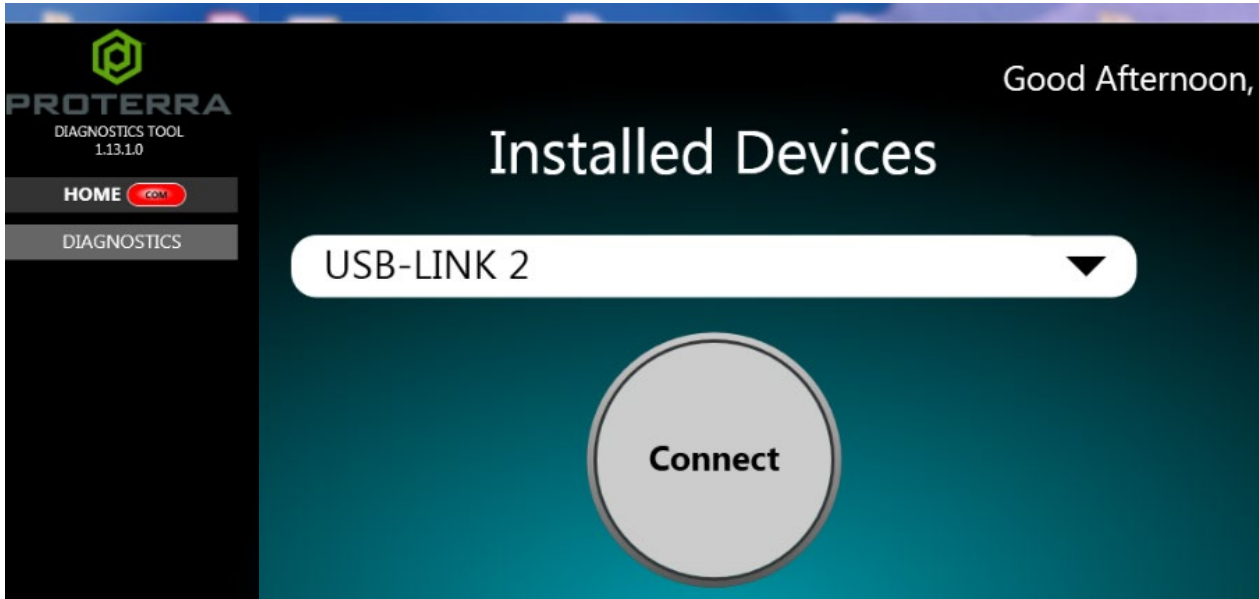 PROTERRA
DIAGNOSTICS TOOL
1.13.1.0
HOME COM
DIAGNOSTICS
Good Afternoon,
Installed Devices
USB-LINK 2
Connect